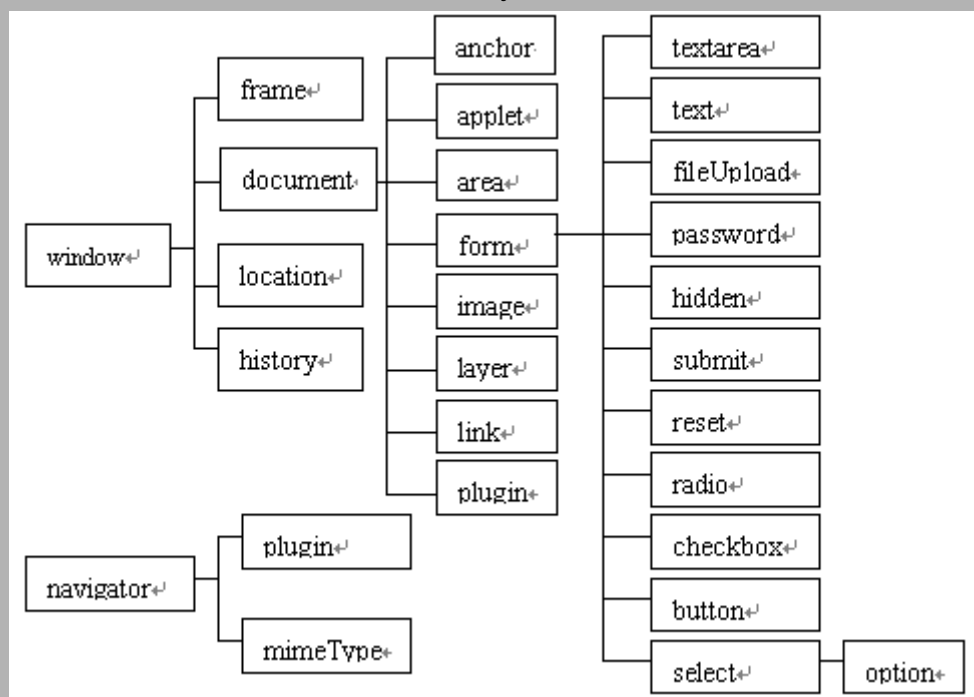 window
frame
document
location
history
anchor
applet
area
form
image
layer
link
plugin
textarea
text
fileUpload
password
hidden
submit
reset
radio
checkbox
button
select
option
navigator
plugin
mimeType